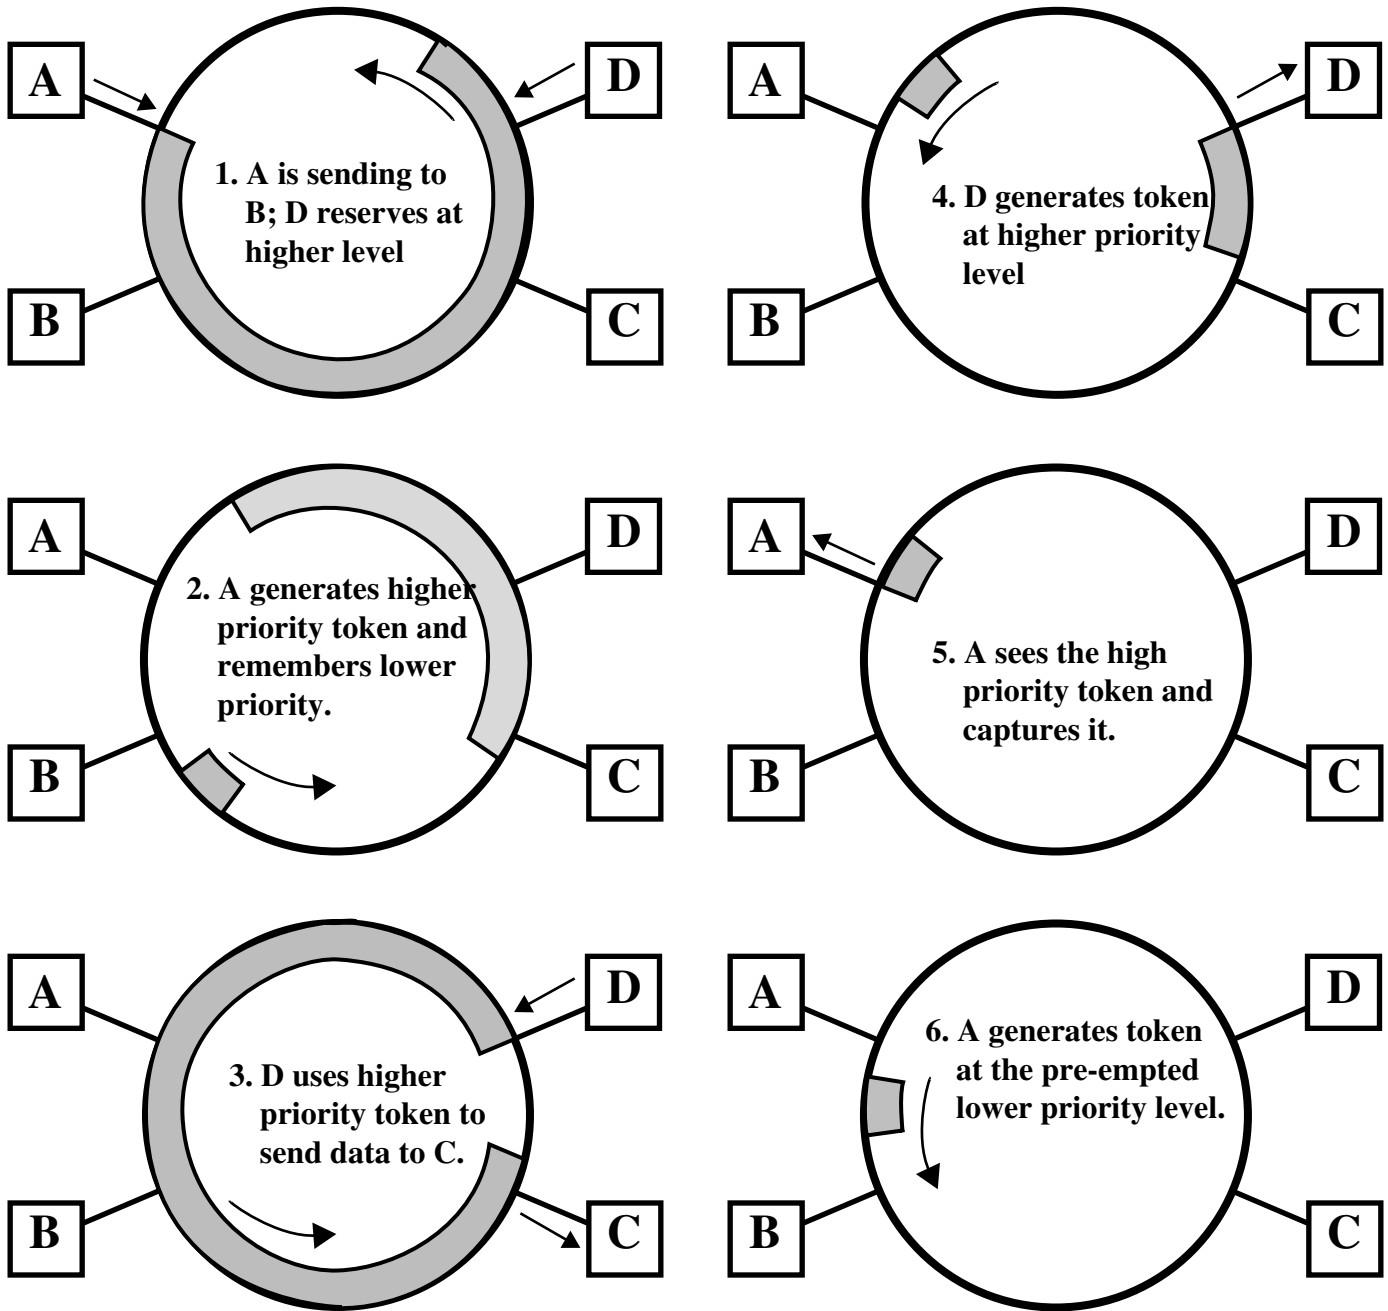 A
D
1. A is sending to
B; D reserves at
higher level
B
C
A
D
2. A generates higher
priority token and
remembers lower
priority.
B
C
A
D
3. D uses higher
priority token to
send data to C.
B
C
A
D
4. D generates token
at higher priority
level
B
C
A
D
5. A sees the high
priority token and
captures it.
B
C
A
D
6. A generates token
at the pre-empted
lower priority level.
B
C